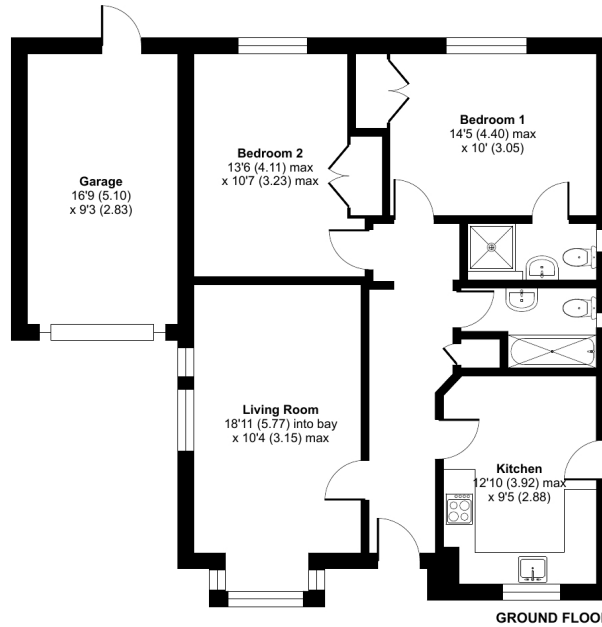 Bedroom 1
14'5 (4.40) max
x 10' (3.05)
Bedroom 2
13'6 (4.11) max
x 10'7 (3.23) max
Garage
16'9 (5.10)
x 9'3 (2.83)
Living Room
18'11 (5.77) into bay
x 10'4 (3.15) max
Kitchen
12'10 (3.92) max
x 9'5 (2.88)
GROUND FLOO